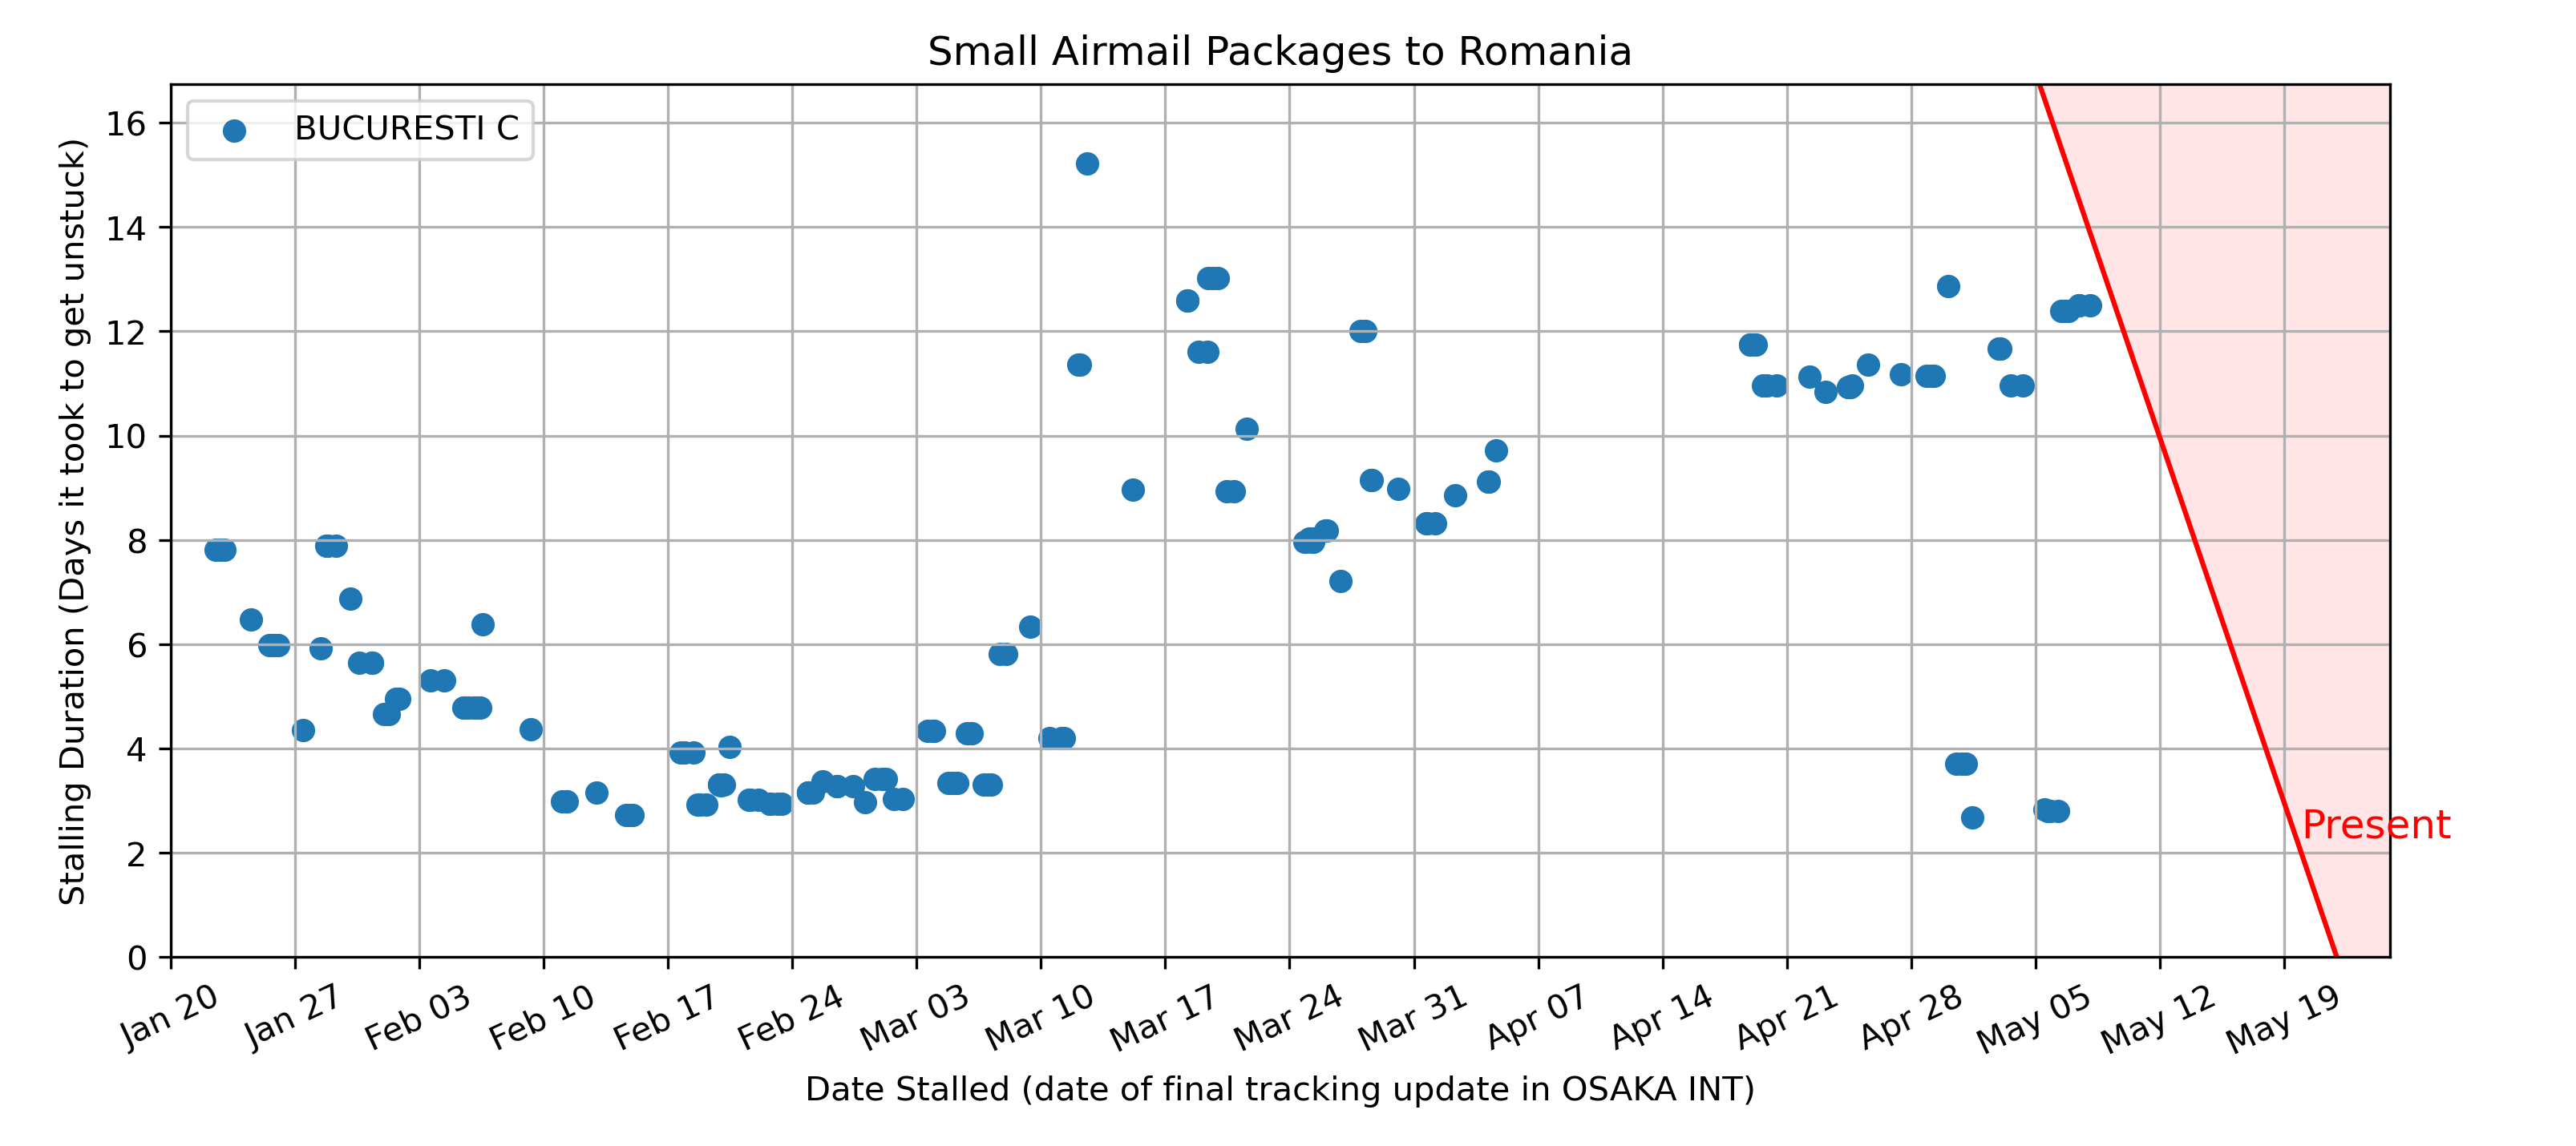 Small Airmail Packages to Romania
BUCURESTI C
Stalling Duration (Days it took to get unstuck)
16
14
12
10
8
6
4
2
0
Present
Jan 20
Jan 27
Feb 03
Feb 10
Feb 17
Feb 24
Mar 03
Mar 10
Mar 17
Mar 24
Mar 31
Apr 07
Apr 14
Apr 21
Apr 28
May 05
May 12
May 19
Date Stalled (date of final tracking update in OSAKA INT)